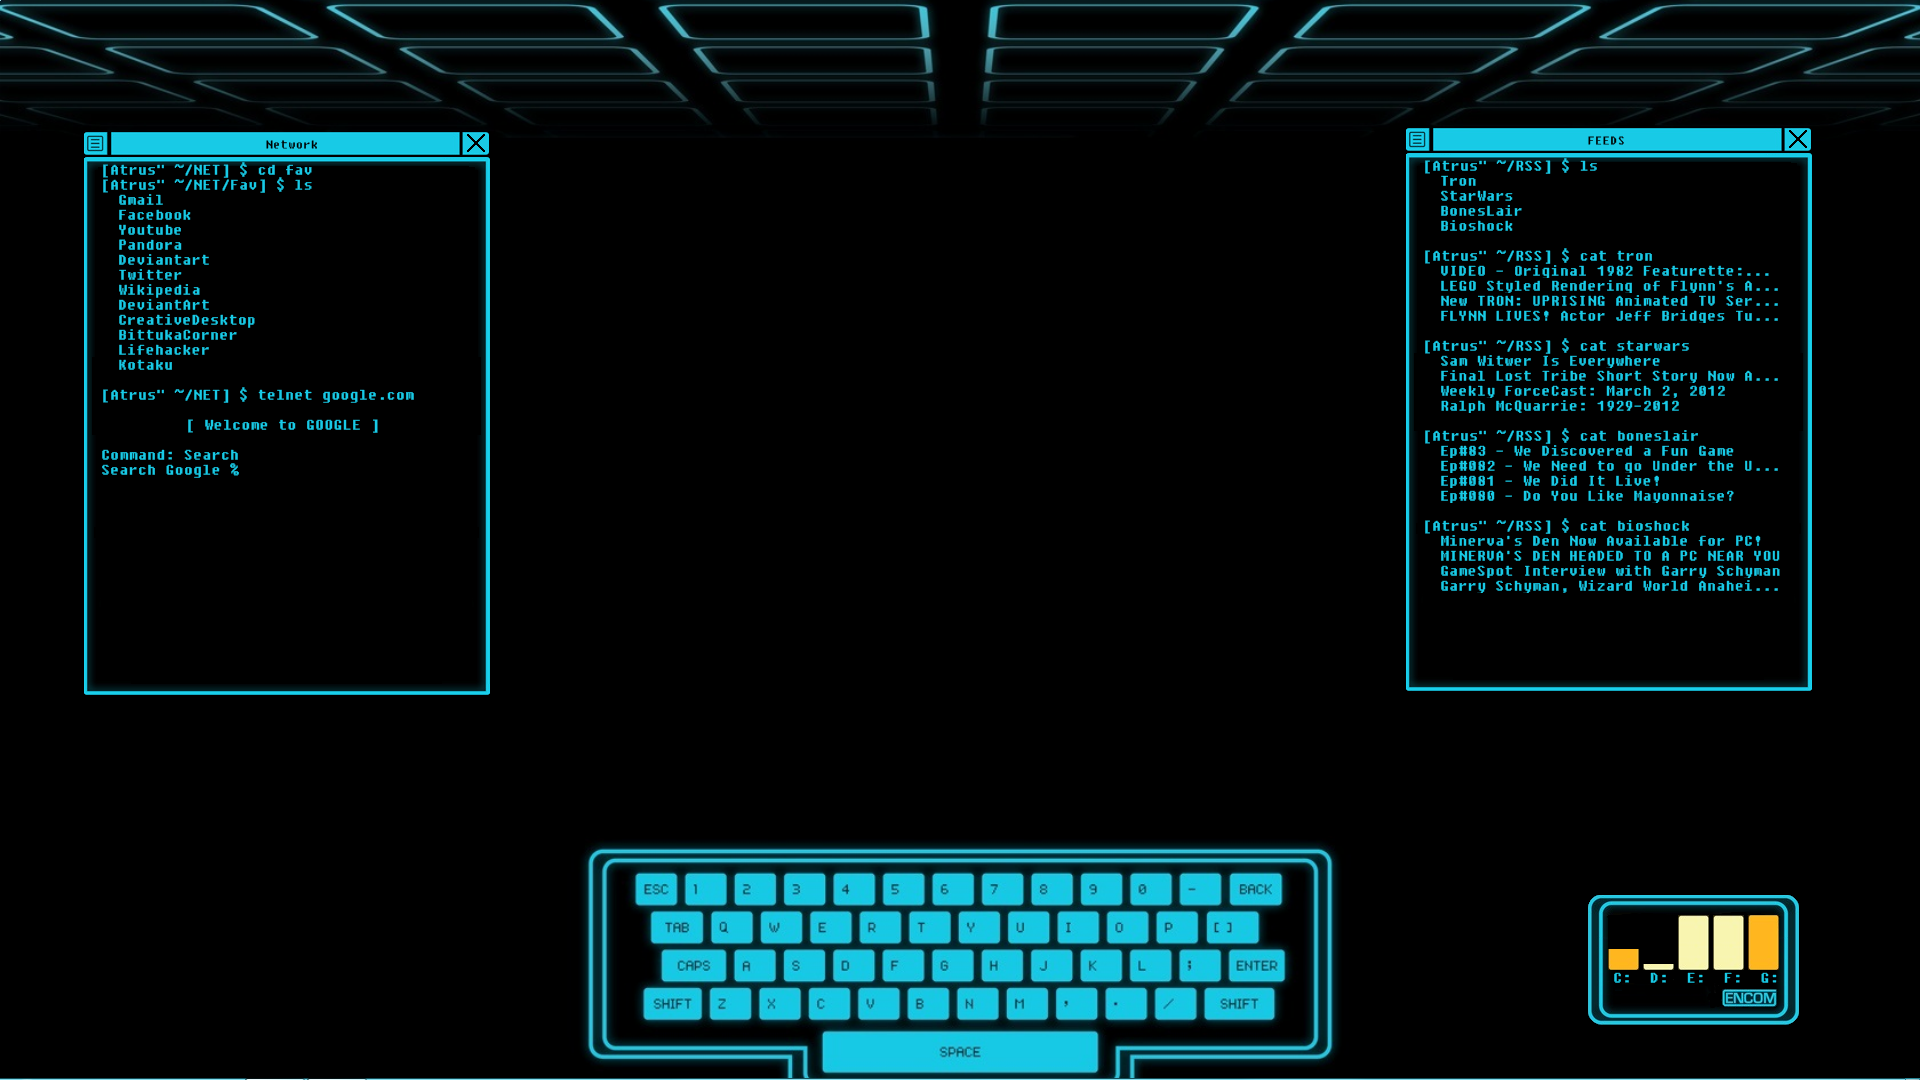 Network
[Atrus" ~/NET] $ cd fav
[Atrus" ~/NET/Fav] $ ls
Gmail
Facebook
Youtube
Pandora
Deviantart
Twitter
Wikipedia
DeviantArt
CreativeDesktop
BittukaCorner
Lifehacker
Kotaku
[Atrus" ~/NET] $ telnet google.com
[ Welcome to GOOGLE ]
Command: Search
Search Google %
FEEDS
[Atrus" ~/RSS] $ ls
Tron
StarWars
BonesLair
Bioshock
[Atrus" ~/RSS] $ cat tron
VIDEO - Original 1982 Featurette:...
LEGO Styled Rendering of Flynn's A...
New TRON: UPRISING Animated TV Ser...
FLYNN LIVES! Actor Jeff Bridges Tu...
[Atrus" ~/RSS] $ cat starwars
Sam Witwer Is Everywhere
Final Lost Tribe Short Story Now A...
Weekly ForceCast: March 2, 2012
Ralph McQuarrie: 1929-2012
[Atrus" ~/RSS] $ cat boneslair
Ep#83 - We Discovered a Fun Game
Ep#082 - We Need to go Under the U...
Ep#081 - We Did It Live!
Ep#080 - Do You Like Mayonnaise?
[Atrus" ~/RSS] $ cat bioshock
Minerva's Den Now Available for PC!
MINERVA'S DEN HEADED TO A PC NEAR YOU
GameSpot Interview with Garry Schyman
Garry Schyman, Wizard World Anahei...
ESC 1 2 3 4 5 6 7 8 9 0 - BACK
TAB Q W E R T Y U I O P [ ]
CAPS A S D F G H J K L ; ENTER
SHIFT Z X C V B N M , . / SHIFT
SPACE
C: D: E: F: G:
ENCOM